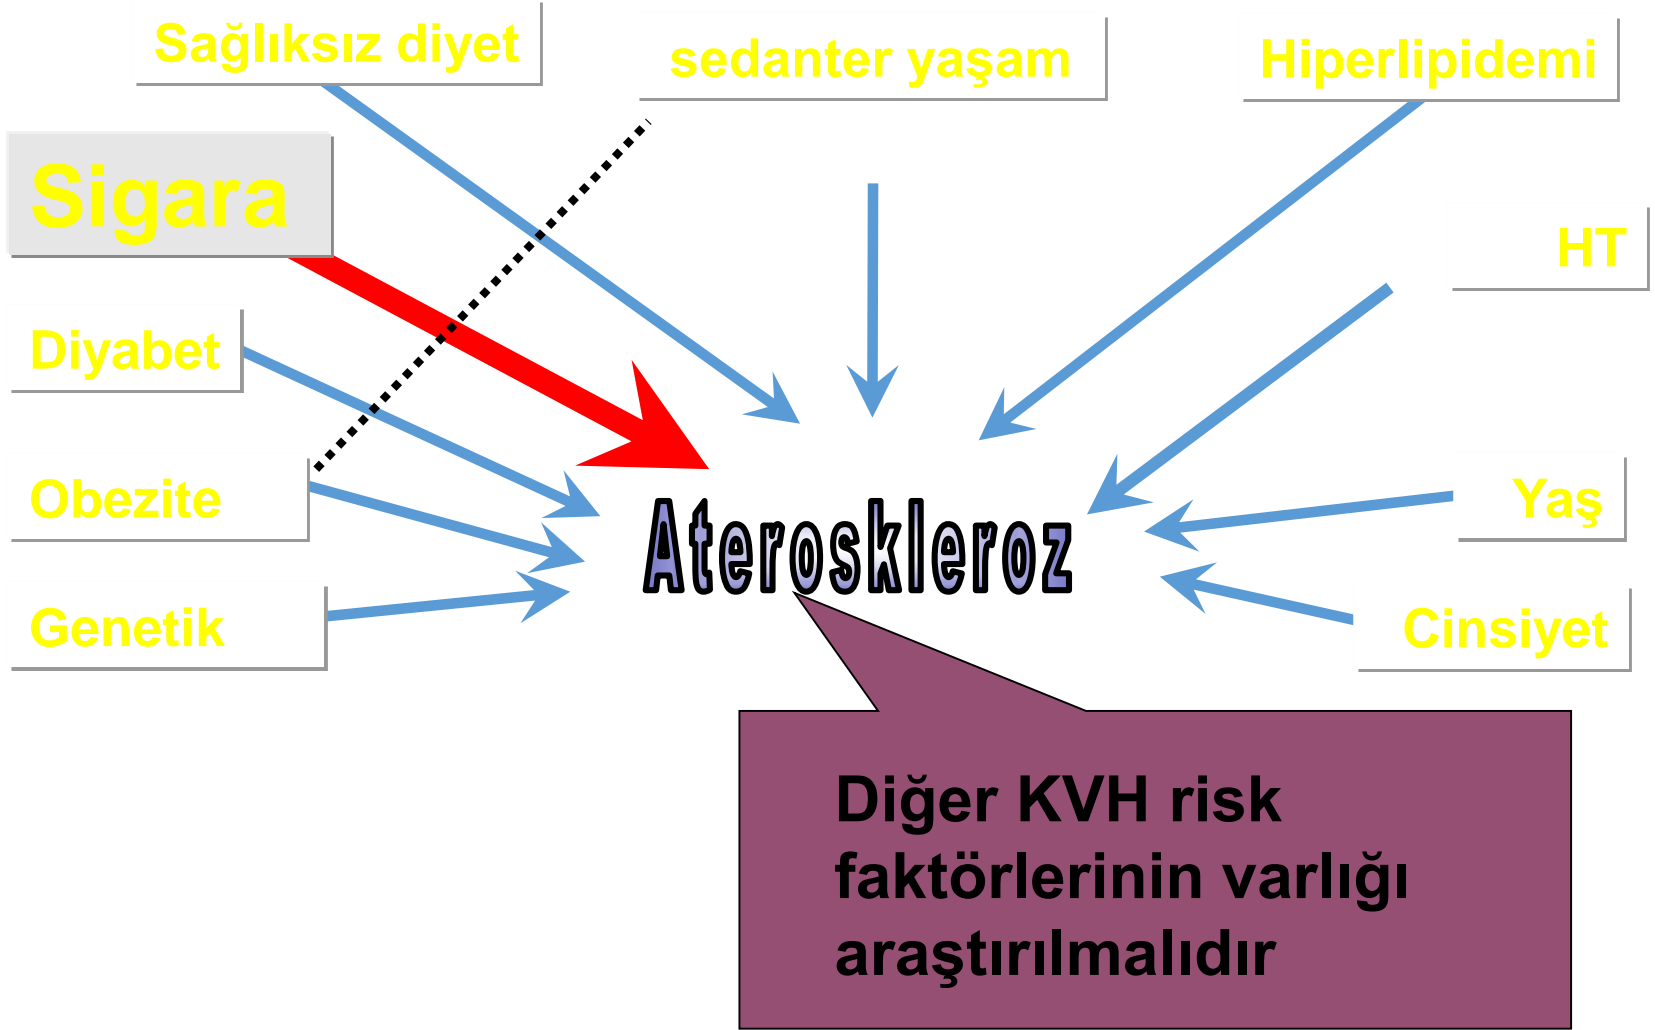 Sağlıksız diyet
sedanter yaşam
Hiperlipidemi
Sigara
HT
Diyabet
Obezite
Yaş
Ateroskleroz
Genetik
Cinsiyet
Diğer KVH risk
faktörlerinin varlığı
araştırılmalıdır